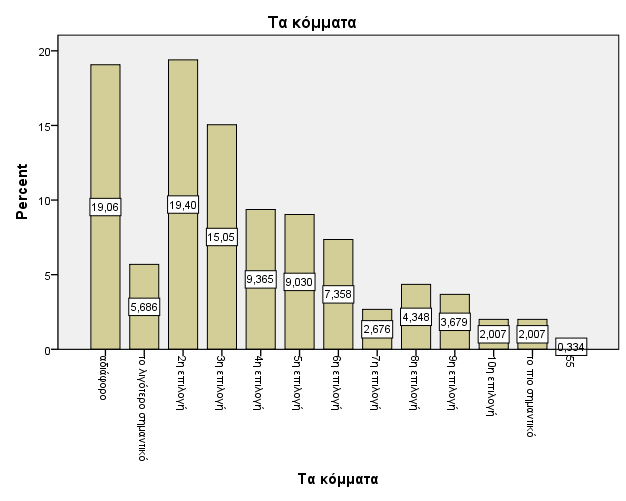 Τα κόμματα
Percent
20
15
10
5
0
19,06
5,686
19,40
15,05
9,365
9,030
7,358
2,676
4,348
3,679
2,007
2,007
0,334
αδιάφορο
Το λιγότερο σημαντικό
2η επιλογή
3η επιλογή
4η επιλογή
5η επιλογή
6η επιλογή
7η επιλογή
8η επιλογή
9η επιλογή
10η επιλογή
Το πιο σημαντικό
55
Τα κόμματα